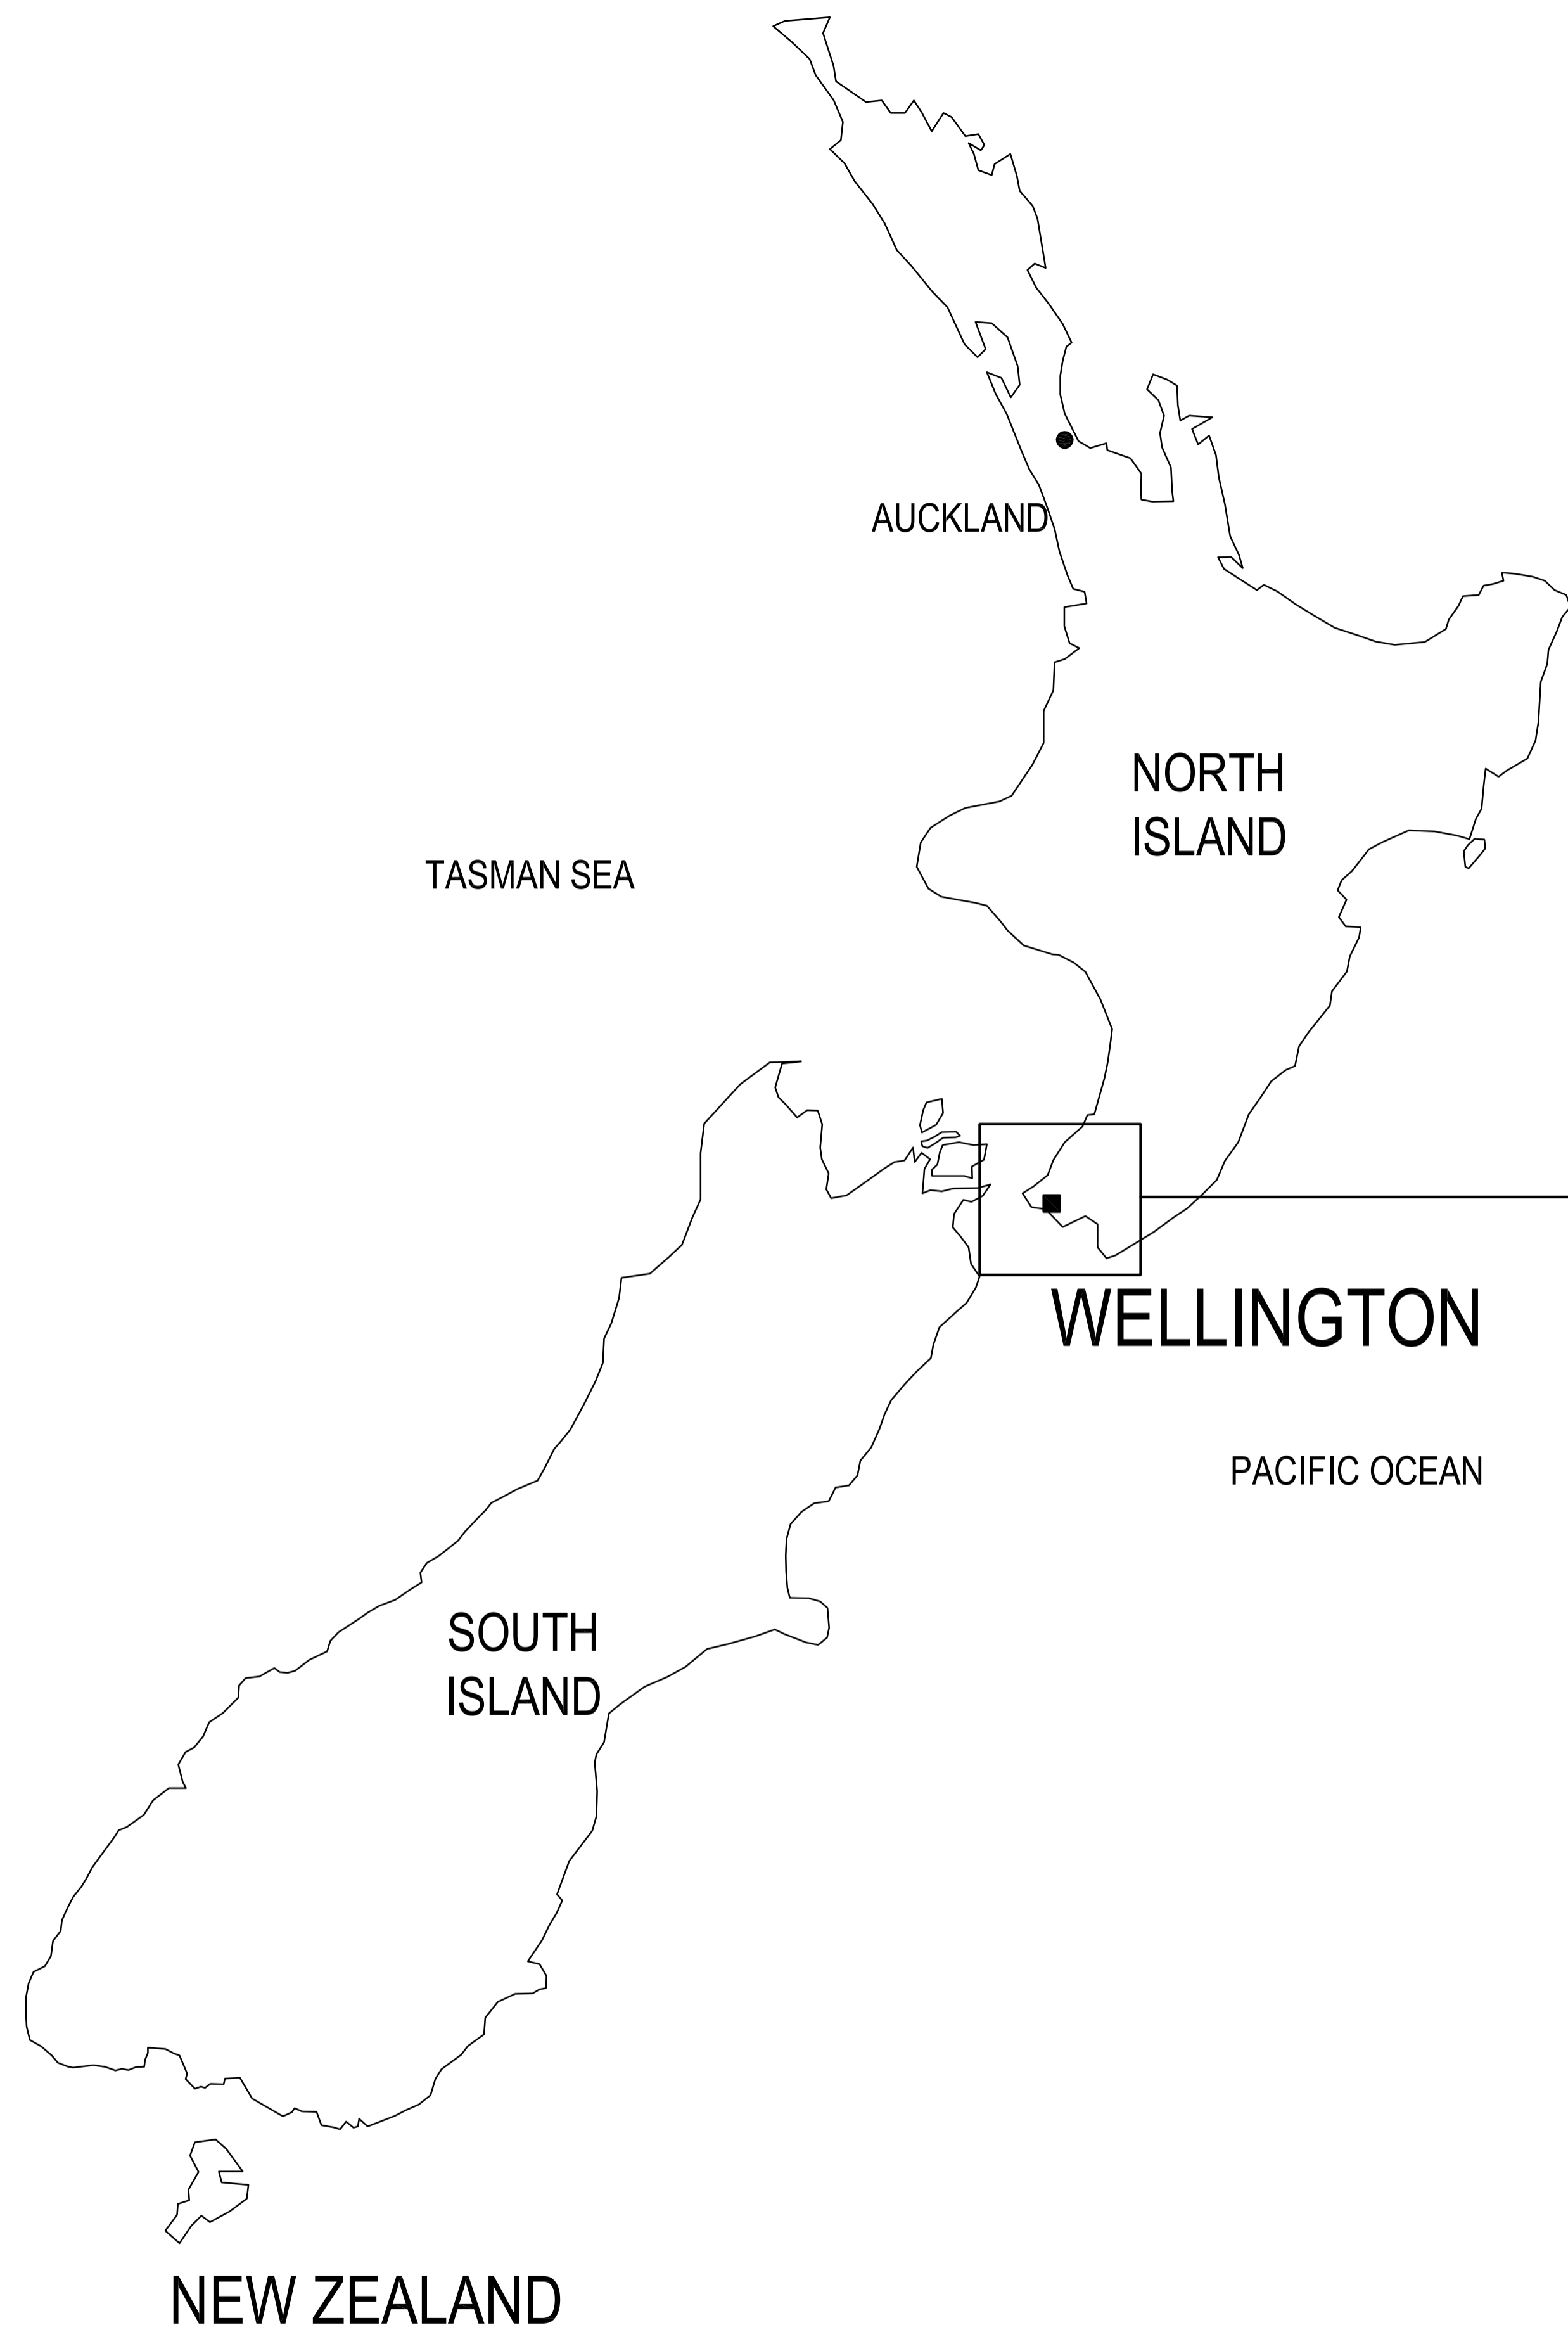 AUCKLAND
NORTH
ISLAND
TASMAN SEA
WELLINGTON
PACIFIC OCEAN
SOUTH
ISLAND
NEW ZEALAND